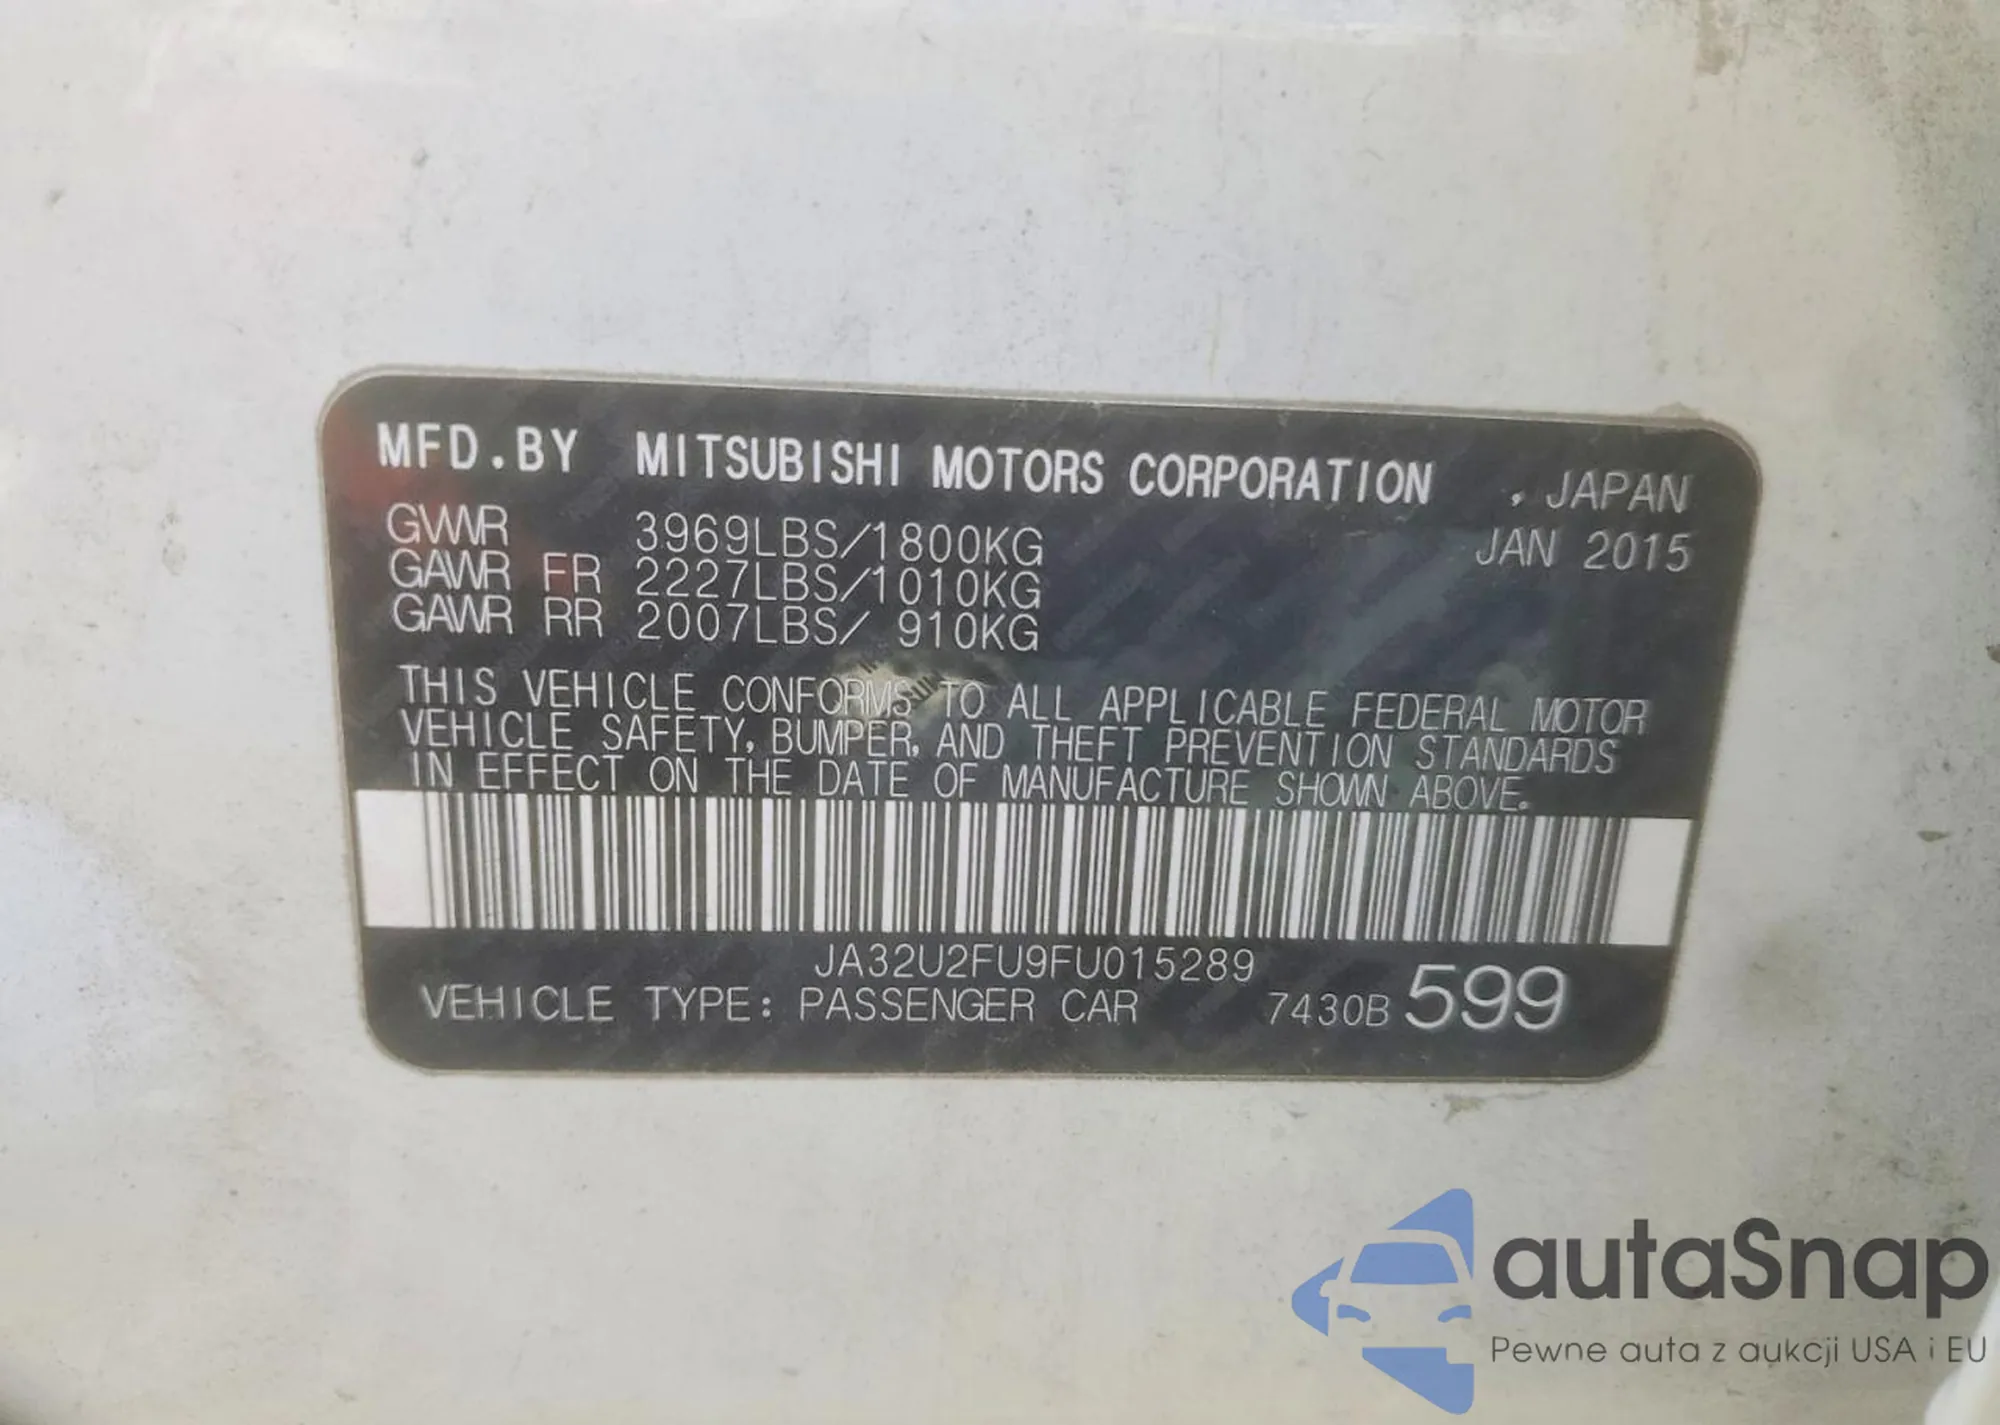 MFD.BY MITSUBISHI MOTORS CORPORATION , JAPAN
GVWR 3969LBS/1800KG JAN 2015
GAWR FR 2227LBS/1010KG
GAWR RR 2007LBS/ 910KG
THIS VEHICLE CONFORMS TO ALL APPLICABLE FEDERAL MOTOR
VEHICLE SAFETY, BUMPER, AND THEFT PREVENTION STANDARDS
IN EFFECT ON THE DATE OF MANUFACTURE SHOWN ABOVE.
JA32U2FU9FU015289
VEHICLE TYPE: PASSENGER CAR 7430B 599
autaSnap
Pewne auta z aukcji USA i EU